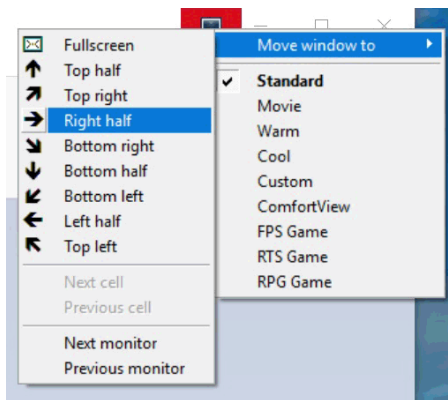 Fullscreen
Top half
Top right
Right half
Bottom right
Bottom half
Bottom left
Left half
Top left
Next cell
Previous cell
Next monitor
Previous monitor
Move window to
Standard
Movie
Warm
Cool
Custom
ComfortView
FPS Game
RTS Game
RPG Game